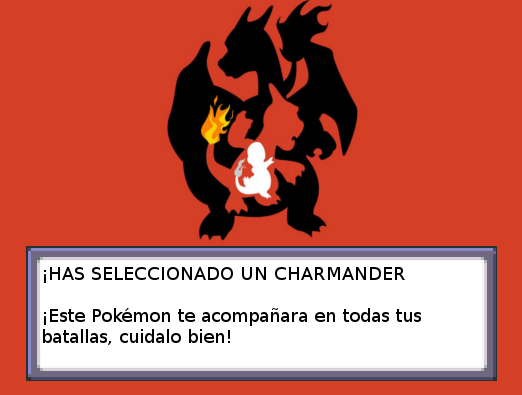 ¡HAS SELECCIONADO UN CHARMANDER
¡Este Pokémon te acompañara en todas tus
batallas, cuidalo bien!